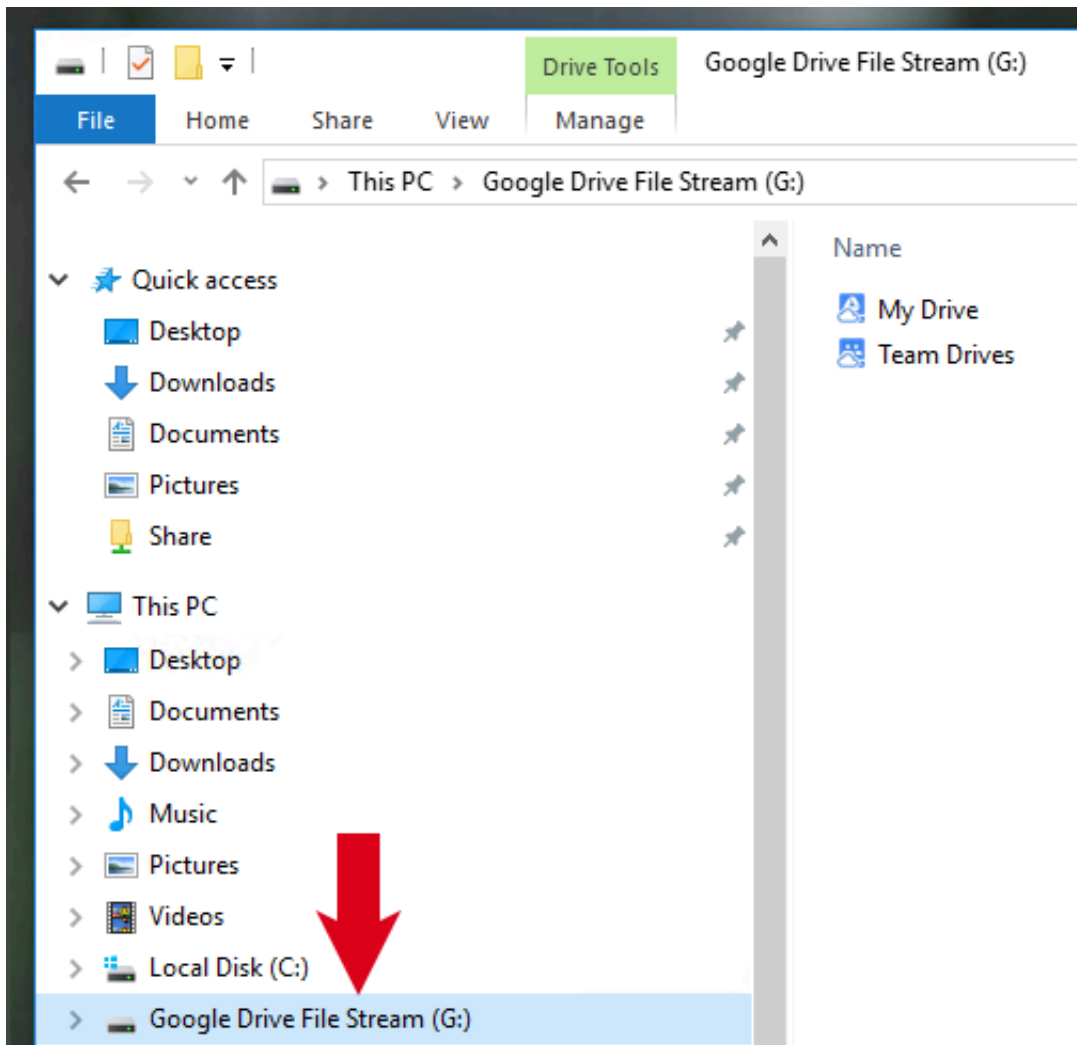 Drive Tools Google Drive File Stream (G:)
File Home Share View Manage
This PC > Google Drive File Stream (G:)
Quick access
Desktop
Downloads
Documents
Pictures
Share
This PC
Desktop
Documents
Downloads
Music
Pictures
Videos
Local Disk (C:)
Google Drive File Stream (G:)
Name
My Drive
Team Drives